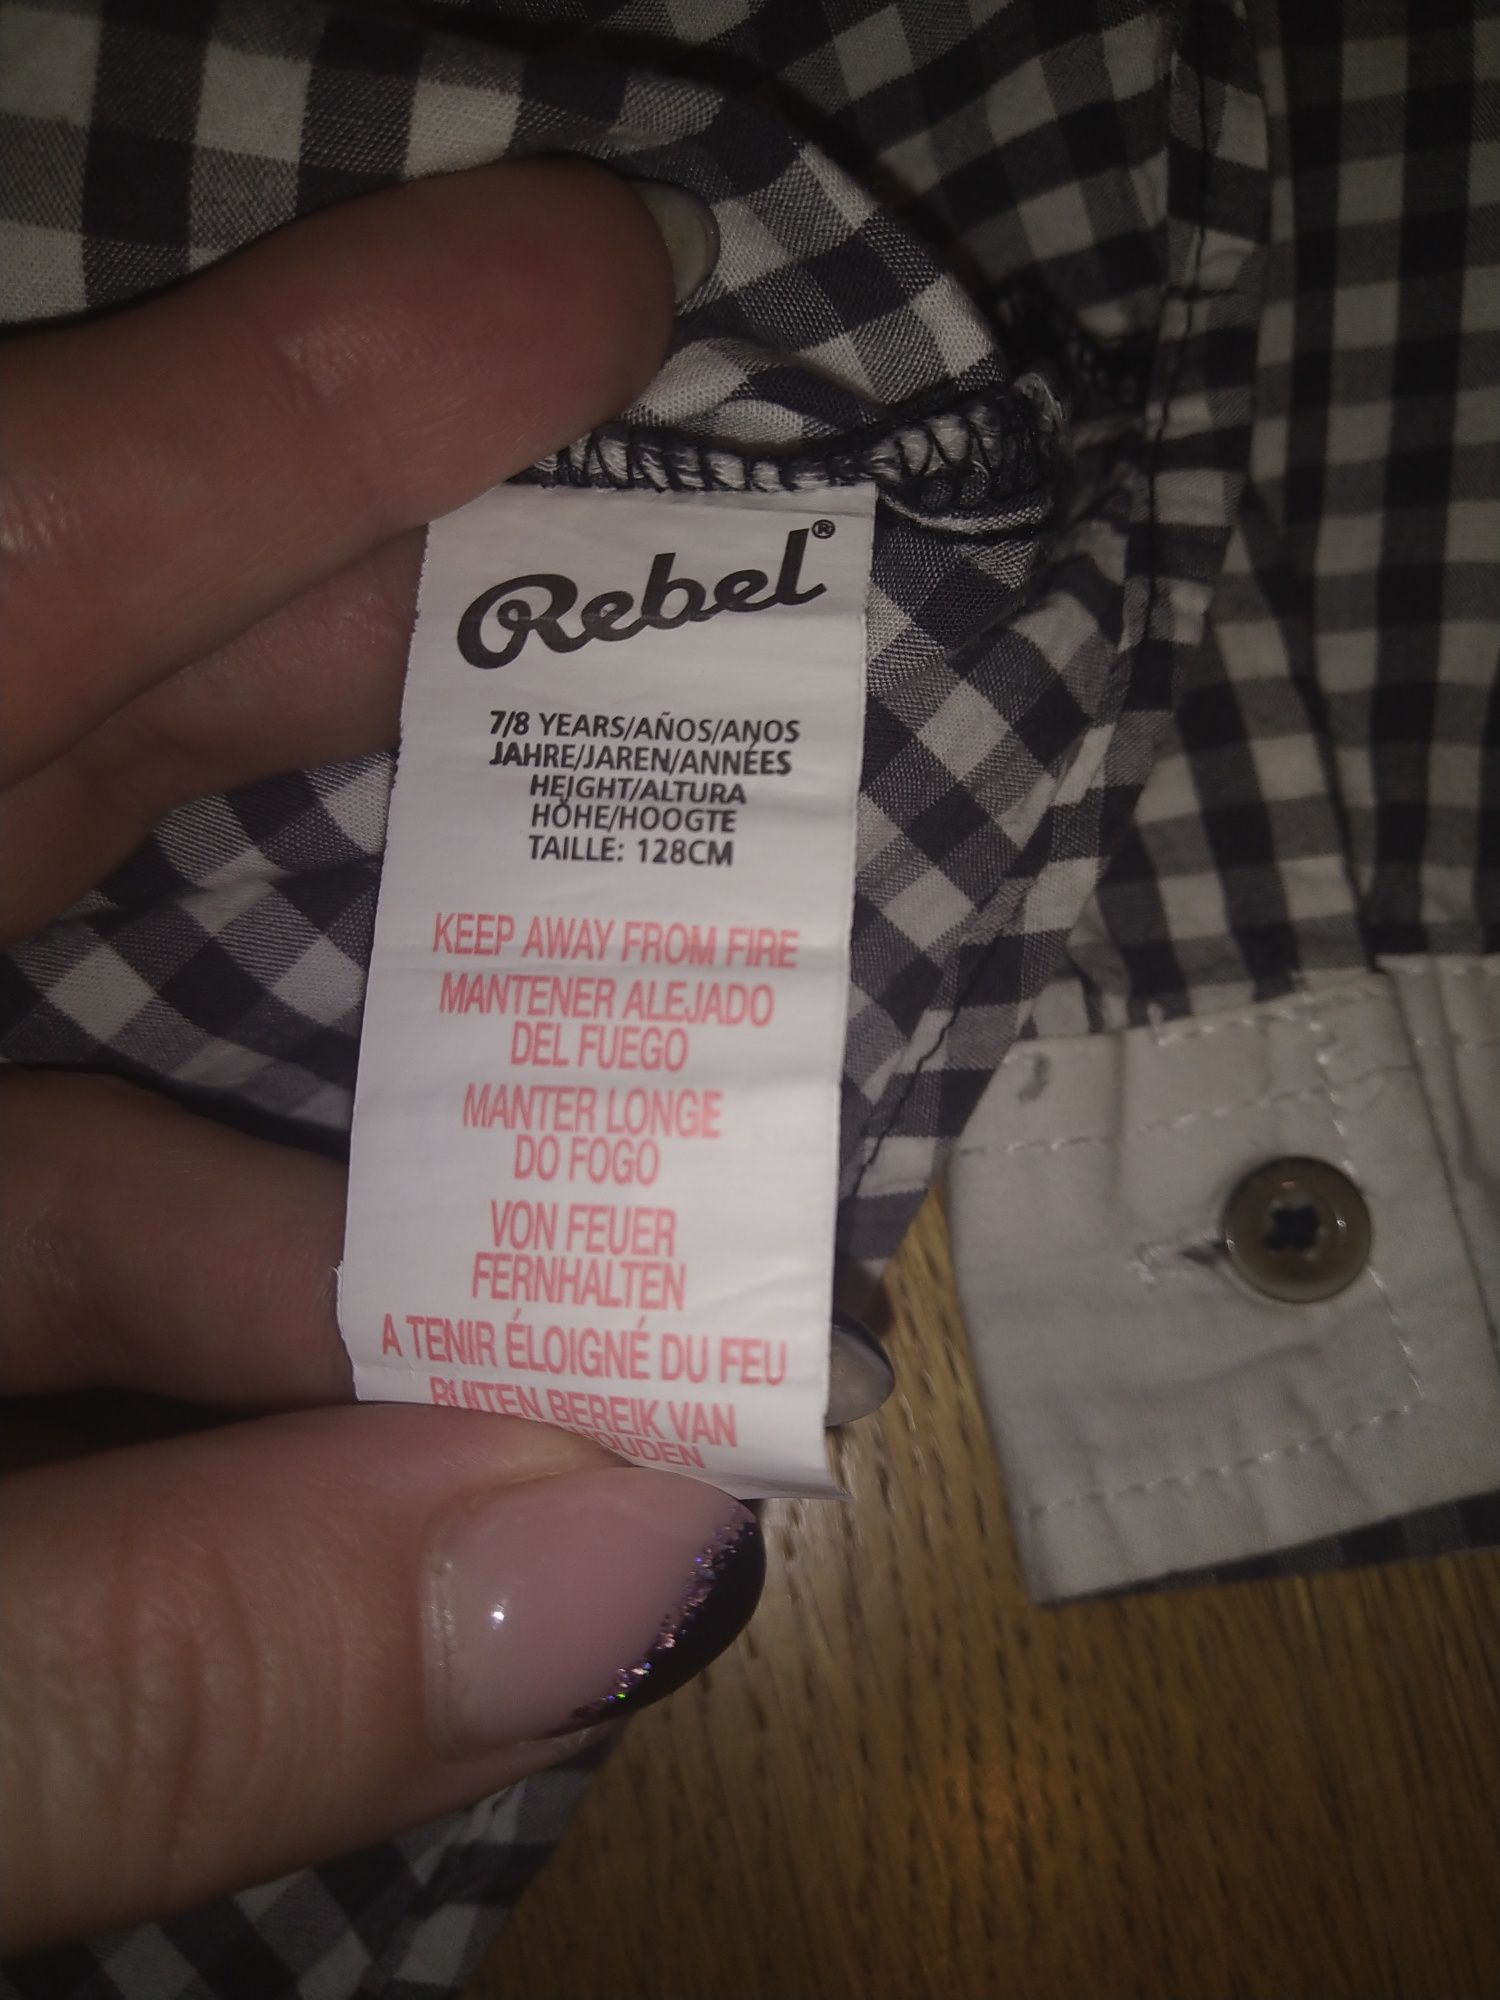 Rebel®
7/8 YEARS/AÑOS/ANOS
JAHRE/JAREN/ANNÉES
HEIGHT/ALTURA
HÖHE/HOOGTE
TAILLE: 128CM
KEEP AWAY FROM FIRE
MANTENER ALEJADO
DEL FUEGO
MANTER LONGE
DO FOGO
VON FEUER
FERNHALTEN
A TENIR ÉLOIGNÉ DU FEU
BUITEN BEREIK VAN